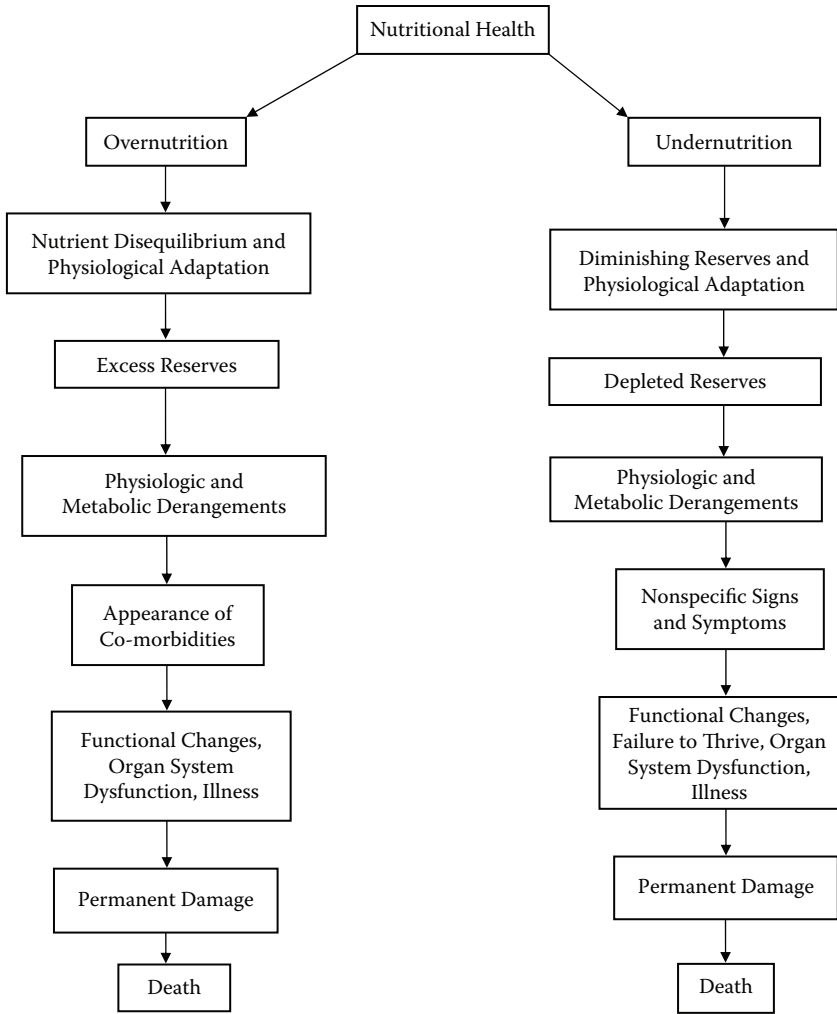 Nutritional Health
Overnutrition
Nutrient Disequilibrium and
Physiological Adaptation
Excess Reserves
Physiologic and
Metabolic Derangements
Appearance of
Co-morbidities
Functional Changes,
Organ System
Dysfunction, Illness
Permanent Damage
Death
Undernutrition
Diminishing Reserves and
Physiological Adaptation
Depleted Reserves
Physiologic and
Metabolic Derangements
Nonspecific Signs
and Symptoms
Functional Changes,
Failure to Thrive, Organ
System Dysfunction,
Illness
Permanent Damage
Death